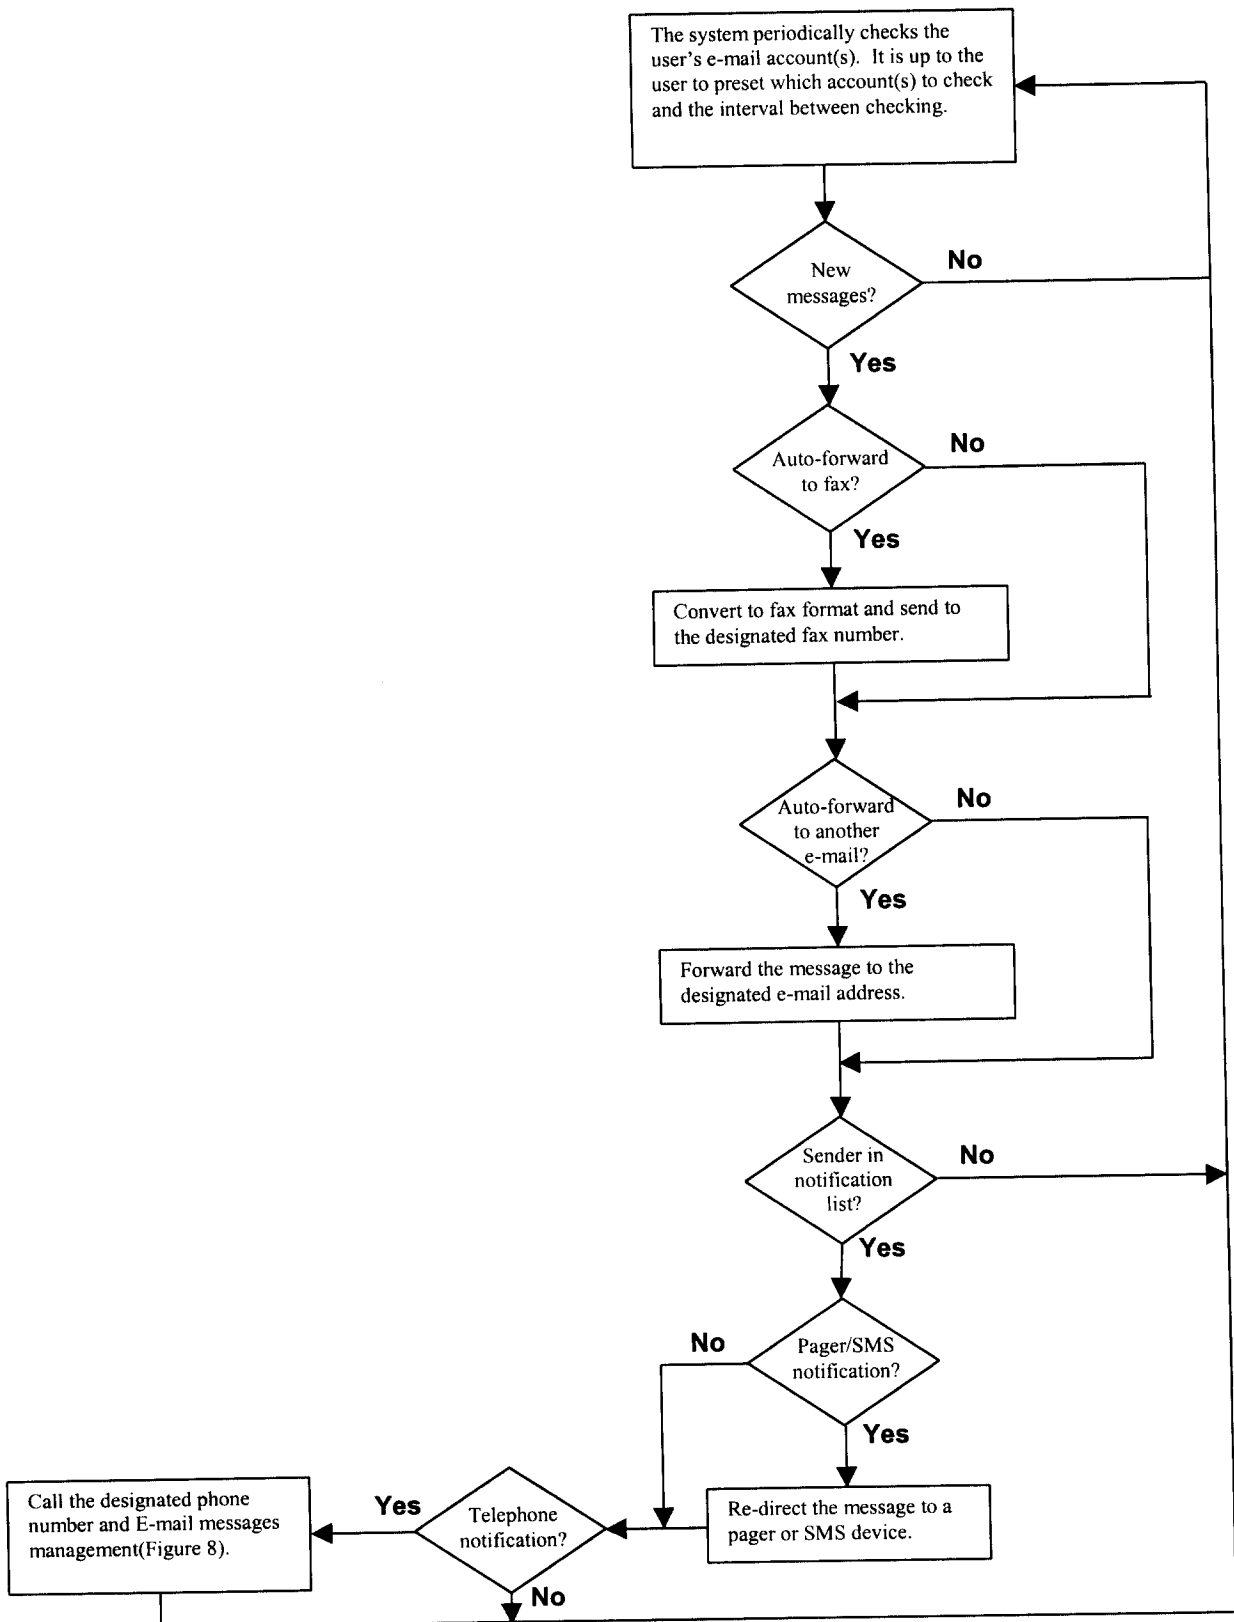 The system periodically checks the
user's e-mail account(s). It is up to the
user to preset which account(s) to check
and the interval between checking.
New
messages?
No
Yes
Auto-forward
to fax?
No
Yes
Convert to fax format and send to
the designated fax number.
Auto-forward
to another
e-mail?
No
Yes
Forward the message to the
designated e-mail address.
Sender in
notification
list?
No
Yes
Pager/SMS
notification?
No
Yes
Re-direct the message to a
pager or SMS device.
Telephone
notification?
Yes
No
Call the designated phone
number and E-mail messages
management(Figure 8).